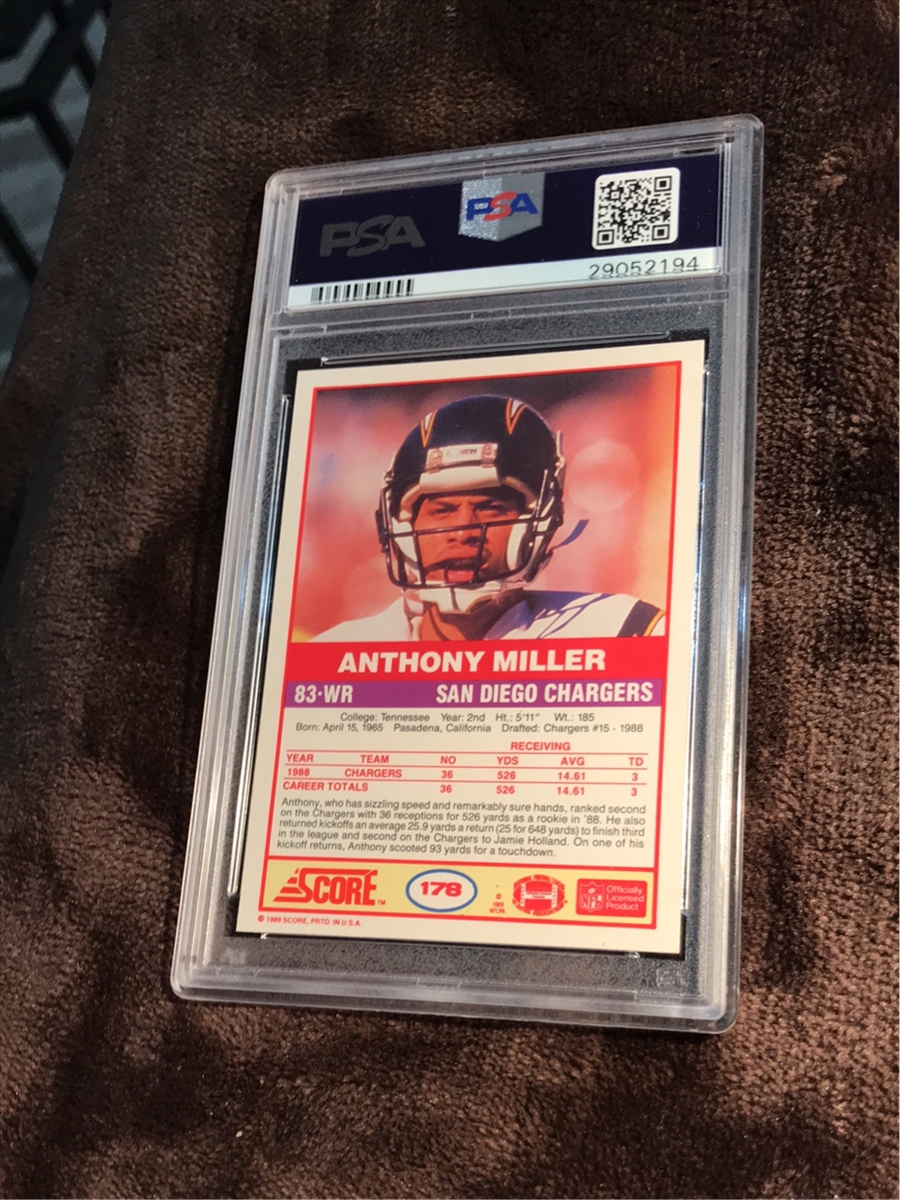 PSA
PSA
29052194
ANTHONY MILLER
83·WR SAN DIEGO CHARGERS
College: Tennessee Year: 2nd Ht.: 5'11" Wt.: 185
Born: April 15, 1965 Pasadena, California Drafted: Chargers #15 - 1988
RECEIVING
YEAR TEAM NO YDS AVG TD
1988 CHARGERS 36 526 14.61 3
CAREER TOTALS 36 526 14.61 3
Anthony, who has sizzling speed and remarkably sure hands, ranked second
on the Chargers with 36 receptions for 526 yards as a rookie in '88. He also
returned kickoffs an average 25.9 yards a return (25 for 648 yards) to finish third
in the league and second on the Chargers to Jamie Holland. On one of his
kickoff returns, Anthony scooted 93 yards for a touchdown.
SCORE™ 178
© 1989 NFLPA
NFL
Officially
Licensed
Product
© 1989 SCORE, PRTD. IN U.S.A.